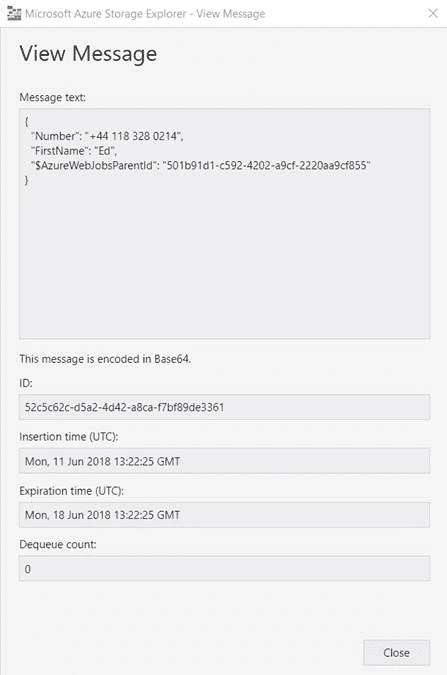 Microsoft Azure Storage Explorer - View Message
View Message
Message text:
{
"Number": "+44 118 328 0214",
"FirstName": "Ed",
"$AzureWebJobsParentId": "501b91d1-c592-4202-a9cf-2220aa9cf855"
}
This message is encoded in Base64.
ID:
52c5c62c-d5a2-4d42-a8ca-f7bf89de3361
Insertion time (UTC):
Mon, 11 Jun 2018 13:22:25 GMT
Expiration time (UTC):
Mon, 18 Jun 2018 13:22:25 GMT
Dequeue count:
0
Close